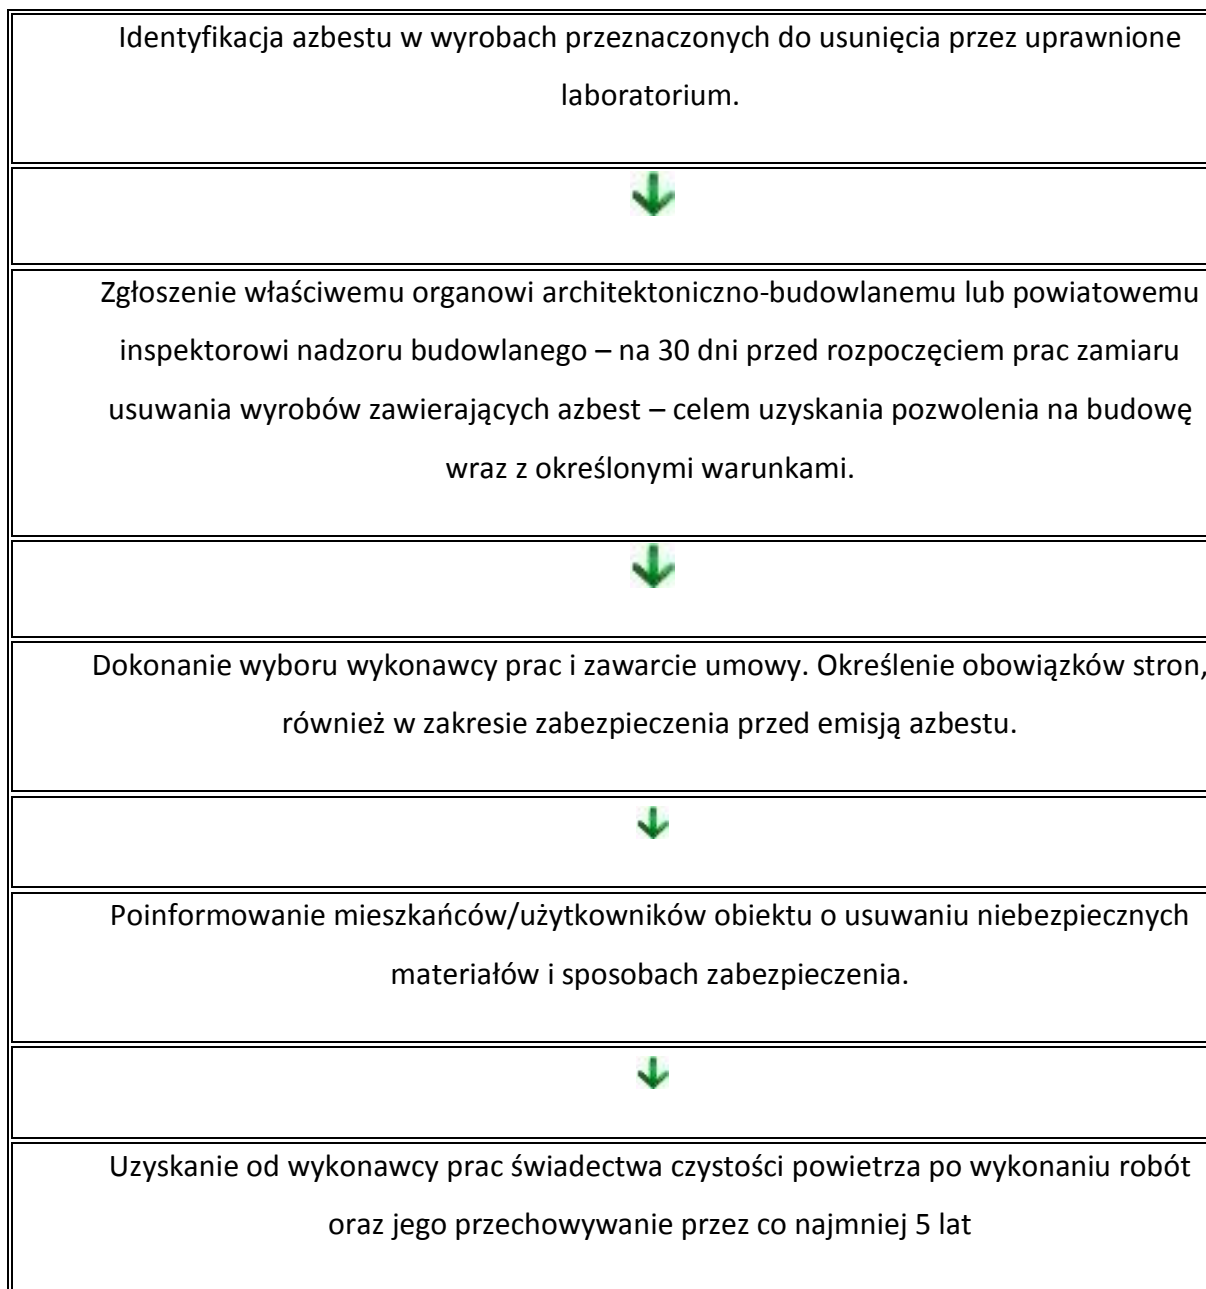 Identyfikacja azbestu w wyrobach przeznaczonych do usunięcia przez uprawnione
laboratorium.
Zgłoszenie właściwemu organowi architektoniczno-budowlanemu lub powiatowemu
inspektorowi nadzoru budowlanego – na 30 dni przed rozpoczęciem prac zamiaru
usuwania wyrobów zawierających azbest – celem uzyskania pozwolenia na budowę
wraz z określonymi warunkami.
Dokonanie wyboru wykonawcy prac i zawarcie umowy. Określenie obowiązków stron,
również w zakresie zabezpieczenia przed emisją azbestu.
Poinformowanie mieszkańców/użytkowników obiektu o usuwaniu niebezpiecznych
materiałów i sposobach zabezpieczenia.
Uzyskanie od wykonawcy prac świadectwa czystości powietrza po wykonaniu robót
oraz jego przechowywanie przez co najmniej 5 lat